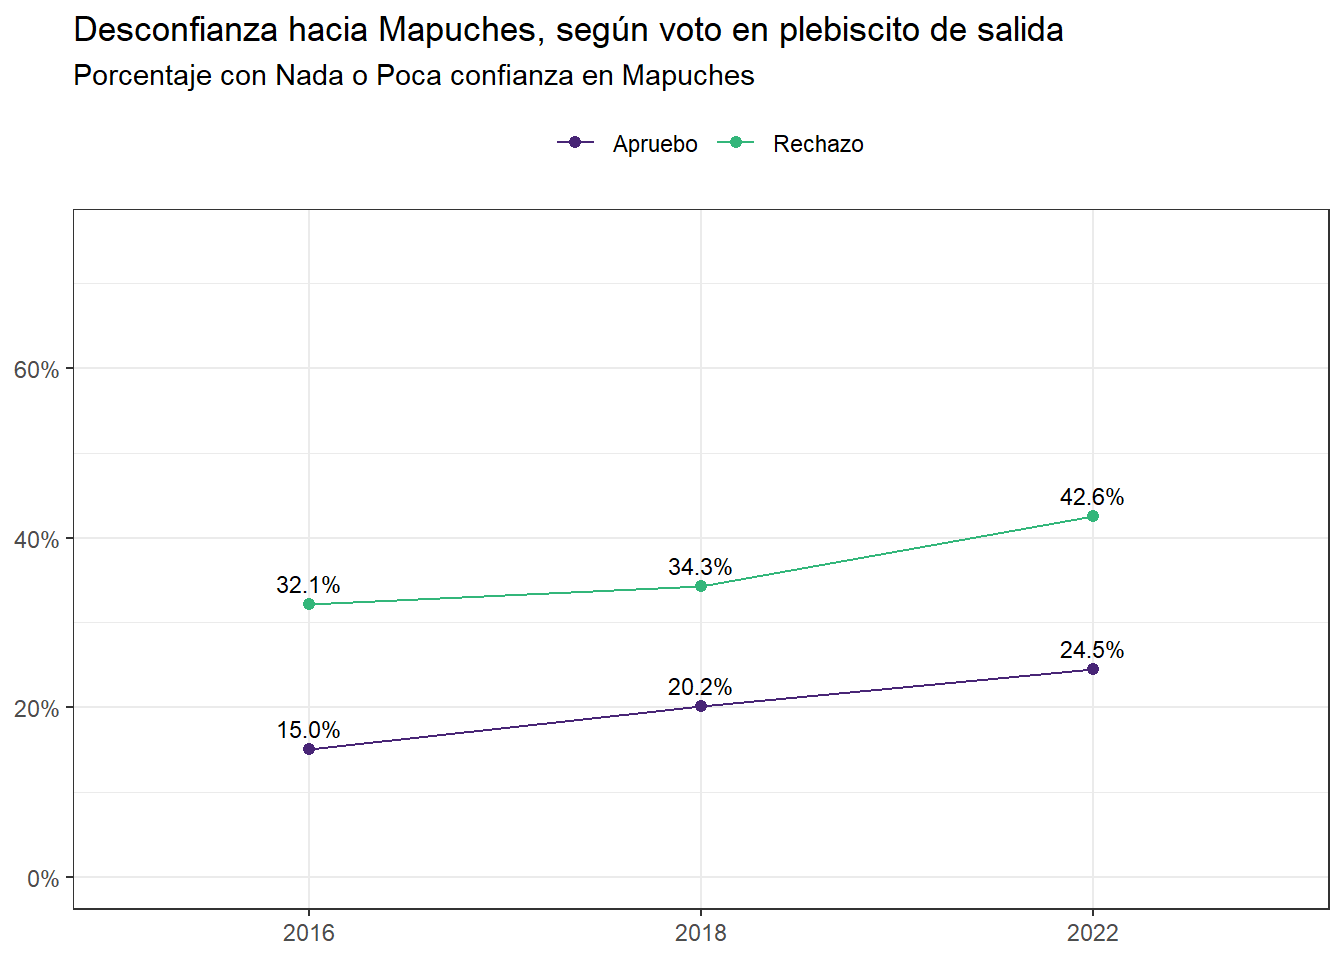 Desconfianza hacia Mapuches, según voto en plebiscito de salida
Porcentaje con Nada o Poca confianza en Mapuches
Apruebo Rechazo
60%
40%
20%
0%
42.6%
34.3%
32.1%
24.5%
20.2%
15.0%
2016 2018 2022